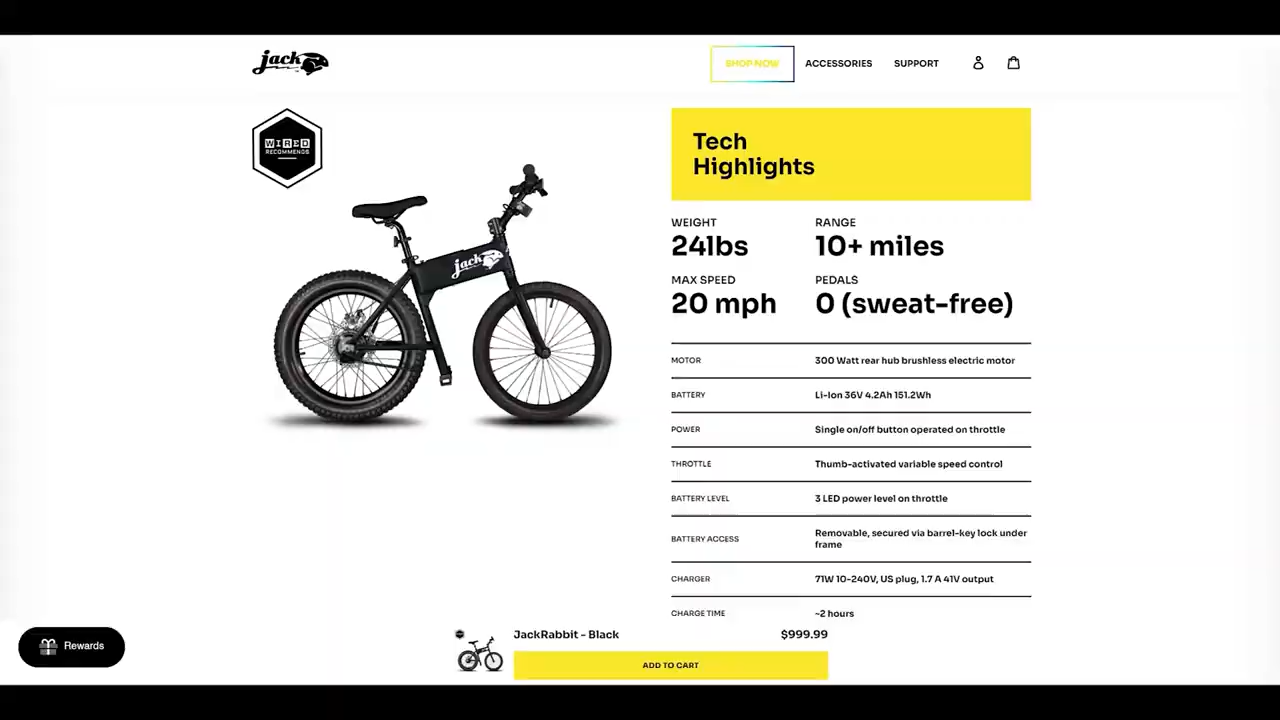 jack
SHOP NOW
ACCESSORIES
SUPPORT
WIRED
RECOMMENDS
jack
Tech
Highlights
WEIGHT
24lbs
RANGE
10+ miles
MAX SPEED
20 mph
PEDALS
0 (sweat-free)
MOTOR
300 Watt rear hub brushless electric motor
BATTERY
Li-Ion 36V 4.2Ah 151.2Wh
POWER
Single on/off button operated on throttle
THROTTLE
Thumb-activated variable speed control
BATTERY LEVEL
3 LED power level on throttle
BATTERY ACCESS
Removable, secured via barrel-key lock under
frame
CHARGER
71W 10-240V, US plug, 1.7 A 41V output
CHARGE TIME
~2 hours
Rewards
JackRabbit - Black
$999.99
ADD TO CART